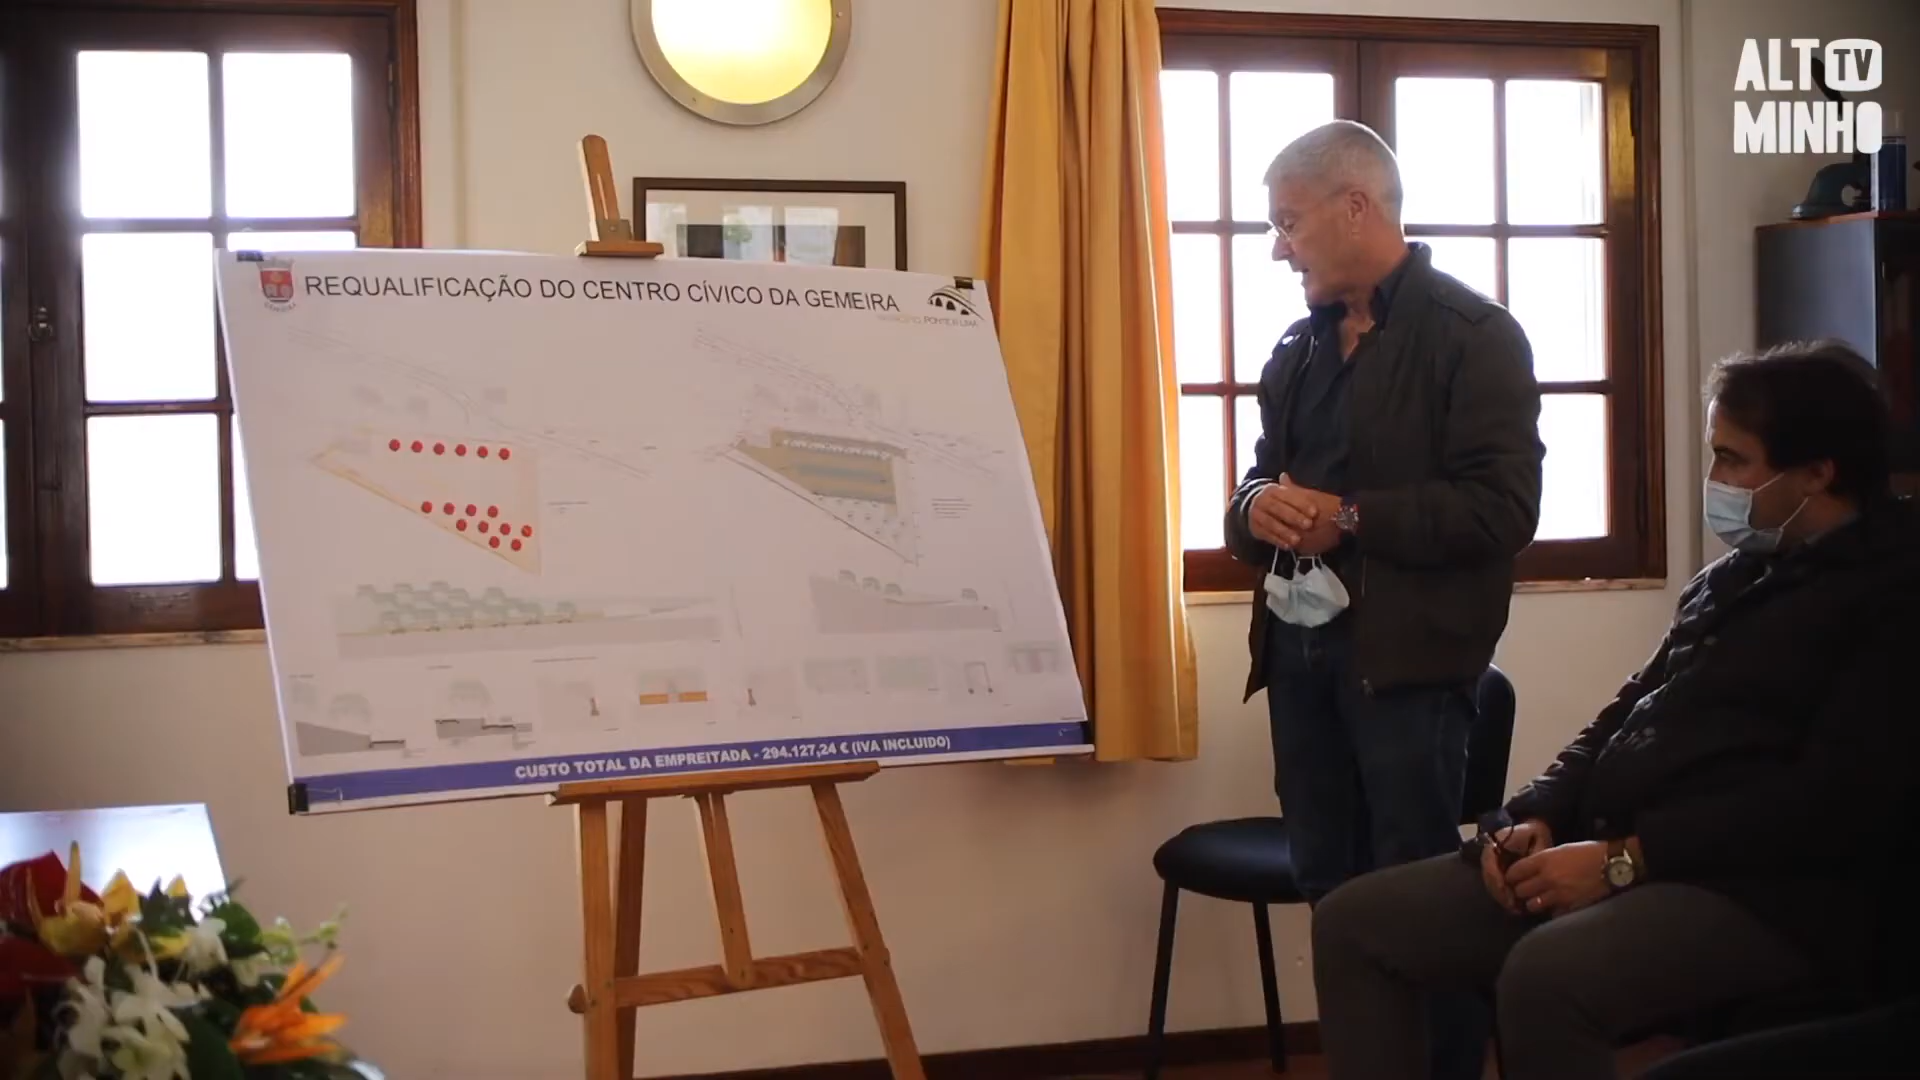 ALTO TV
MINHO
REQUALIFICAÇÃO DO CENTRO CÍVICO DA GEMEIRA
PONTE LIMA
CUSTO TOTAL DA EMPREITADA - 294.127,24 € (IVA INCLUIDO)